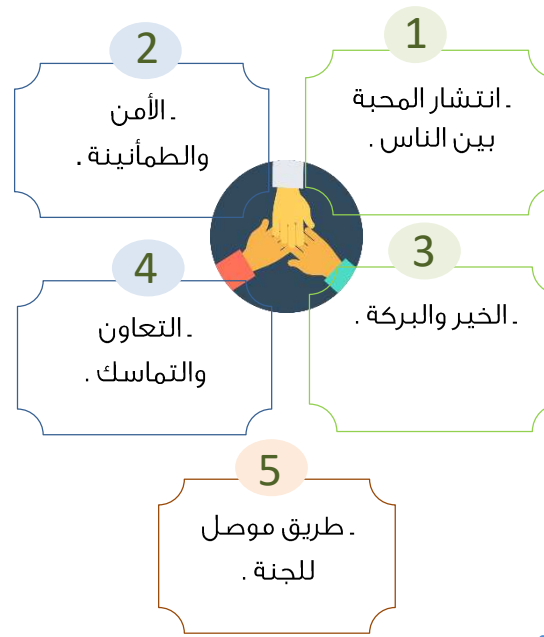 1
ـ انتشار المحبة
بين الناس .
2
ـ الأمن
والطمأنينة .
3
ـ الخير والبركة .
4
ـ التعاون
والتماسك .
5
ـ طريق موصل
للجنة .